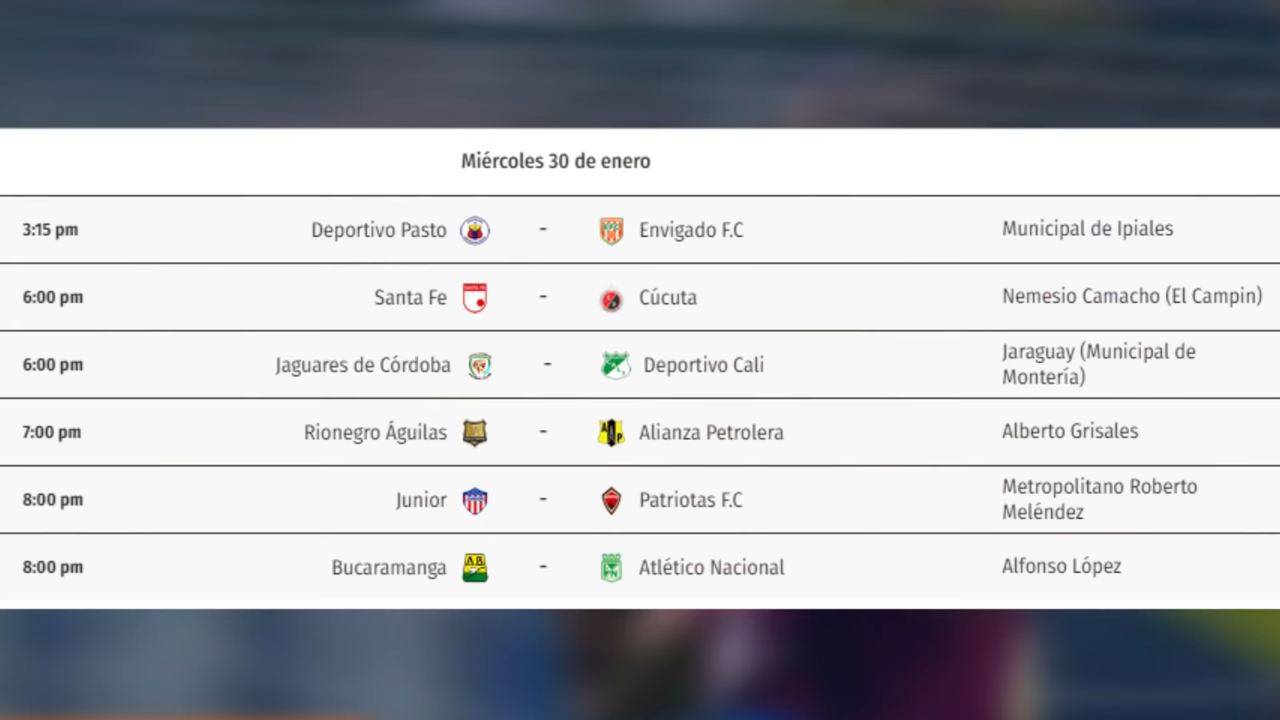 Miércoles 30 de enero
3:15 pm Deportivo Pasto - Envigado F.C Municipal de Ipiales
6:00 pm Santa Fe - Cúcuta Nemesio Camacho (El Campin)
6:00 pm Jaguares de Córdoba - Deportivo Cali Jaraguay (Municipal de
Montería)
7:00 pm Rionegro Águilas - Alianza Petrolera Alberto Grisales
8:00 pm Junior - Patriotas F.C Metropolitano Roberto
Meléndez
8:00 pm Bucaramanga - Atlético Nacional Alfonso López